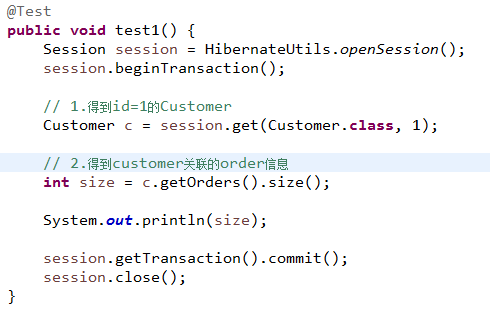 @Test
public void test1() {
Session session = HibernateUtils.openSession();
session.beginTransaction();
// 1.得到id=1的Customer
Customer c = session.get(Customer.class, 1);
// 2.得到customer关联的order信息
int size = c.getOrders().size();
System.out.println(size);
session.getTransaction().commit();
session.close();
}